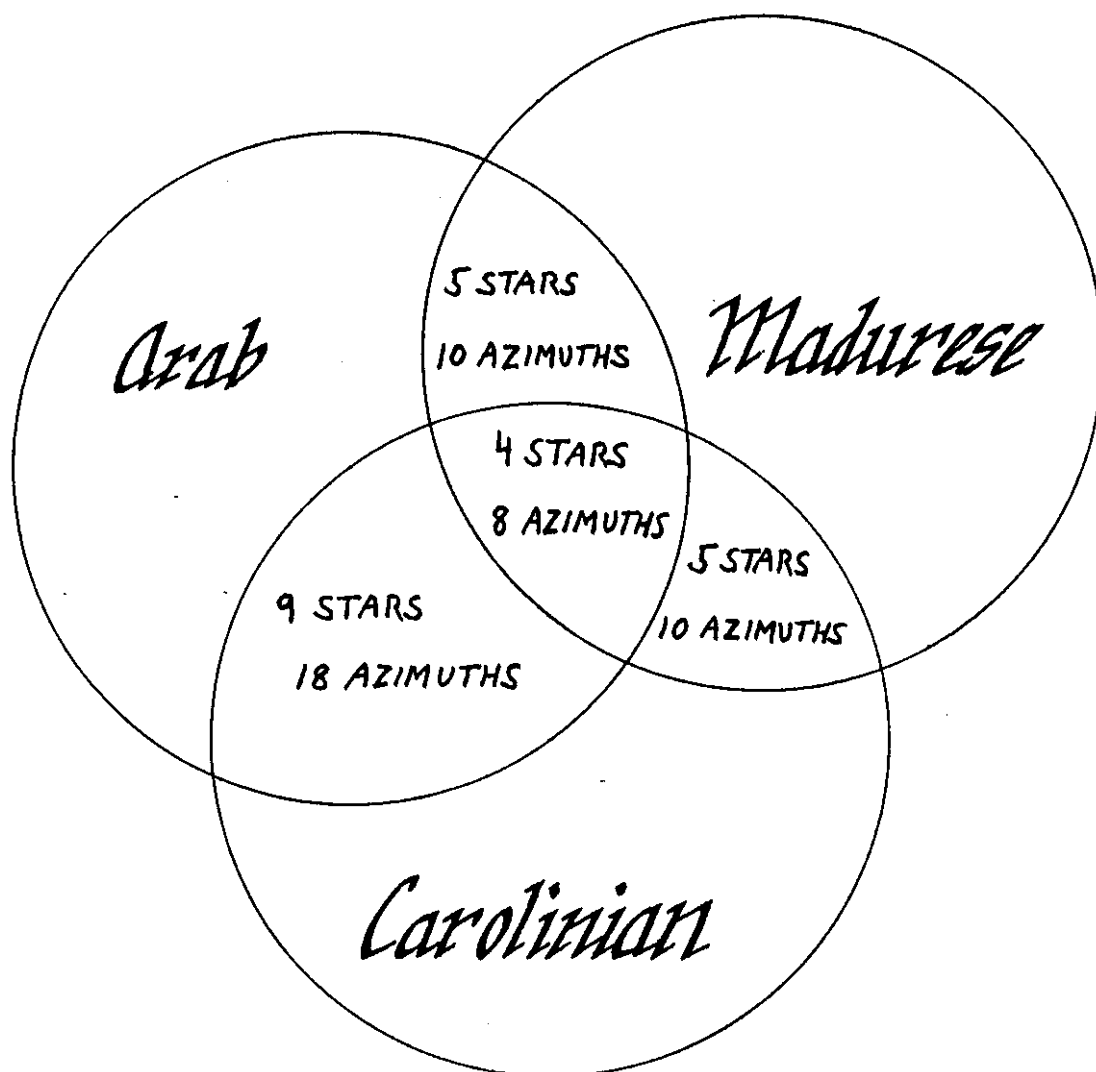 5 STARS
10 AZIMUTHS
Arab
Madurese
4 STARS
8 AZIMUTHS
5 STARS
10 AZIMUTHS
9 STARS
18 AZIMUTHS
Carolinian